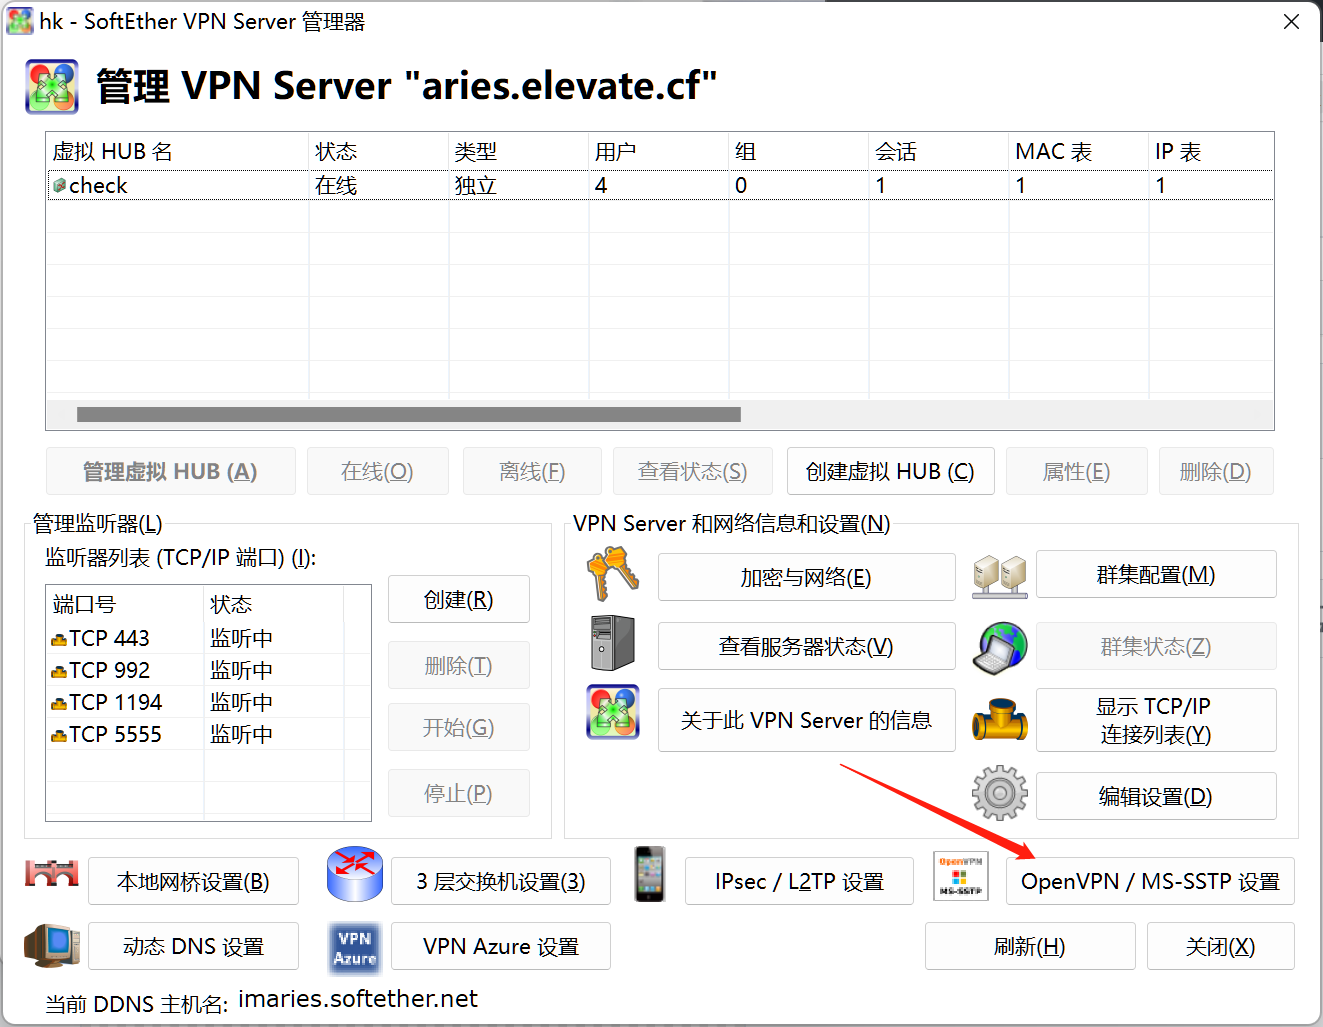 hk - SoftEther VPN Server 管理器
管理 VPN Server "aries.elevate.cf"
虚拟 HUB 名 状态 类型 用户 组 会话 MAC 表 IP 表
check 在线 独立 4 0 1 1 1
管理虚拟 HUB (A) 在线(O) 离线(F) 查看状态(S) 创建虚拟 HUB (C) 属性(E) 删除(D)
管理监听器(L)
监听器列表 (TCP/IP 端口) (I):
端口号 状态
TCP 443 监听中
TCP 992 监听中
TCP 1194 监听中
TCP 5555 监听中
创建(R)
删除(T)
开始(G)
停止(P)
VPN Server 和网络信息和设置(N)
加密与网络(E) 群集配置(M)
查看服务器状态(V) 群集状态(Z)
关于此 VPN Server 的信息 显示 TCP/IP
连接列表(Y)
编辑设置(D)
本地网桥设置(B) 3 层交换机设置(3) IPsec / L2TP 设置 OpenVPN
MS-SSTP OpenVPN / MS-SSTP 设置
动态 DNS 设置 VPN
Azure VPN Azure 设置 刷新(H) 关闭(X)
当前 DDNS 主机名: imaries.softether.net